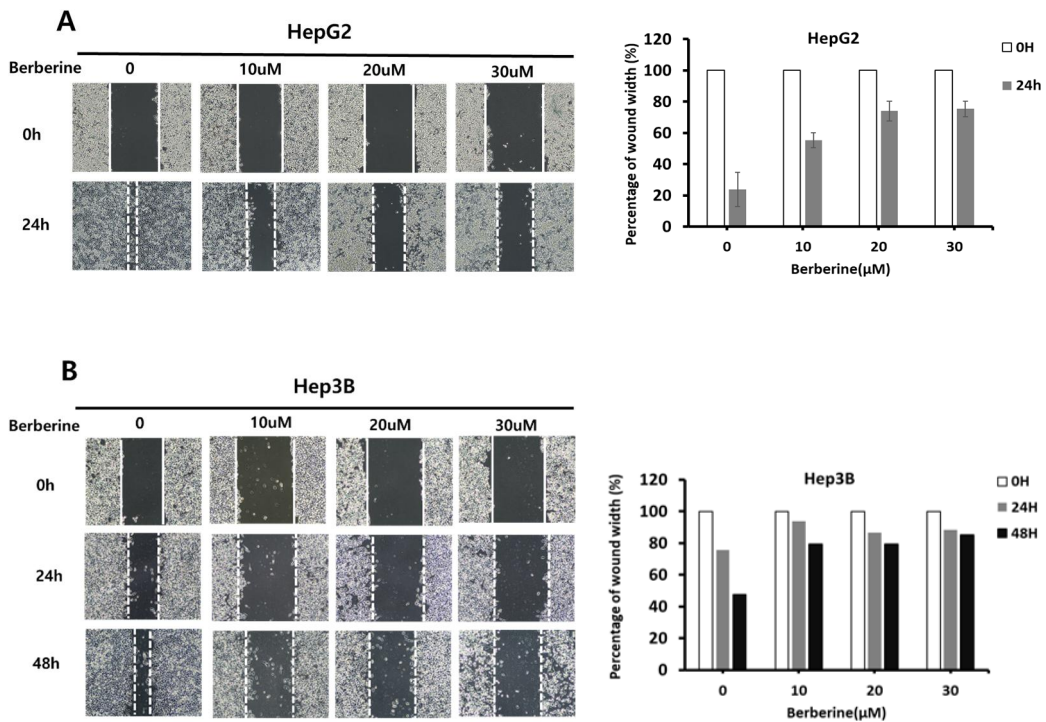 A
HepG2
Berberine 0 10uM 20uM 30uM
0h
24h
HepG2
Percentage of wound width (%)
120
100
80
60
40
20
0
0 10 20 30
Berberine(μM)
0H
24h
B
Hep3B
Berberine 0 10uM 20uM 30uM
0h
24h
48h
Hep3B
Percentage of wound width (%)
120
100
80
60
40
20
0
0 10 20 30
Berberine(μM)
0H
24H
48H